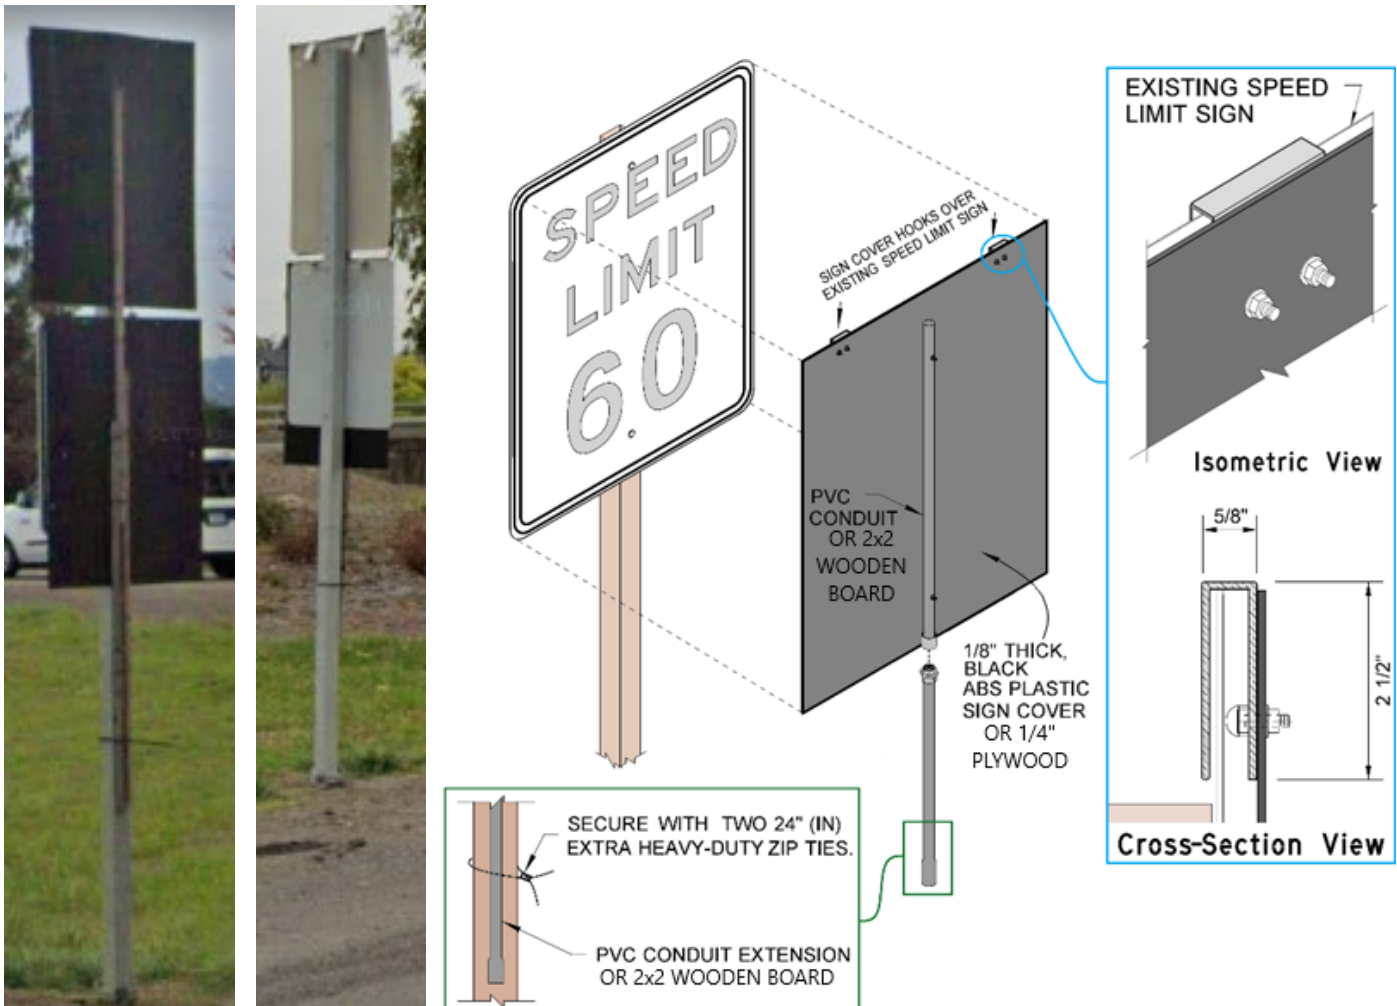 SPEED
LIMIT
60
SIGN COVER HOOKS OVER
EXISTING SPEED LIMIT SIGN
PVC
CONDUIT
OR 2x2
WOODEN
BOARD
1/8" THICK,
BLACK
ABS PLASTIC
SIGN COVER
OR 1/4"
PLYWOOD
SECURE WITH TWO 24" (IN)
EXTRA HEAVY-DUTY ZIP TIES.
PVC CONDUIT EXTENSION
OR 2x2 WOODEN BOARD
EXISTING SPEED
LIMIT SIGN
Isometric View
5/8"
2 1/2"
Cross-Section View